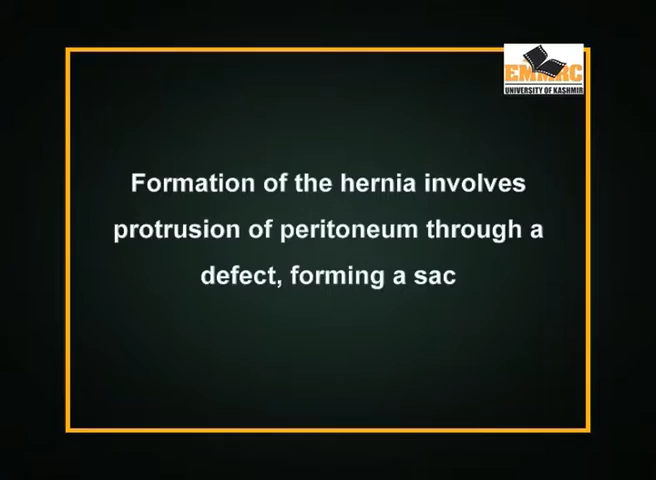 EMMRC
UNIVERSITY OF KASHMIR
Formation of the hernia involves
protrusion of peritoneum through a
defect, forming a sac